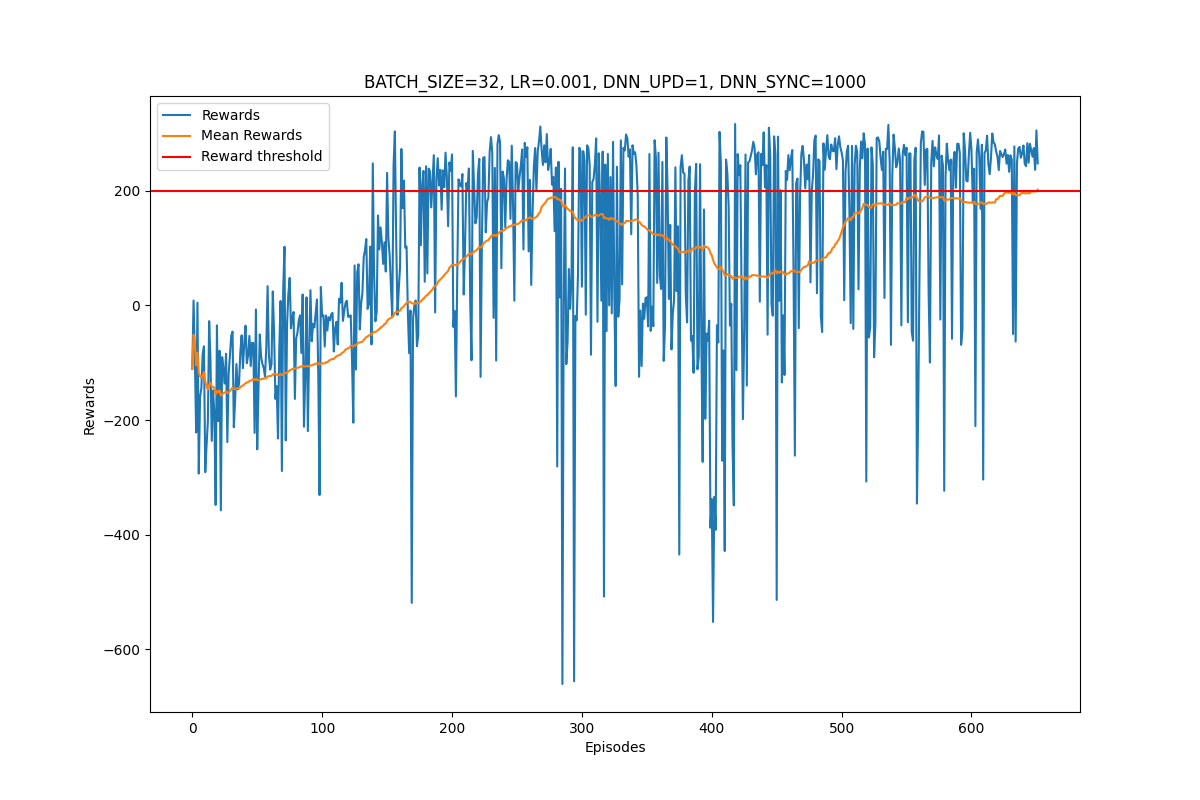 BATCH_SIZE=32, LR=0.001, DNN_UPD=1, DNN_SYNC=1000
Rewards
Mean Rewards
Reward threshold
200
0
−200
−400
−600
Rewards
0 100 200 300 400 500 600
Episodes